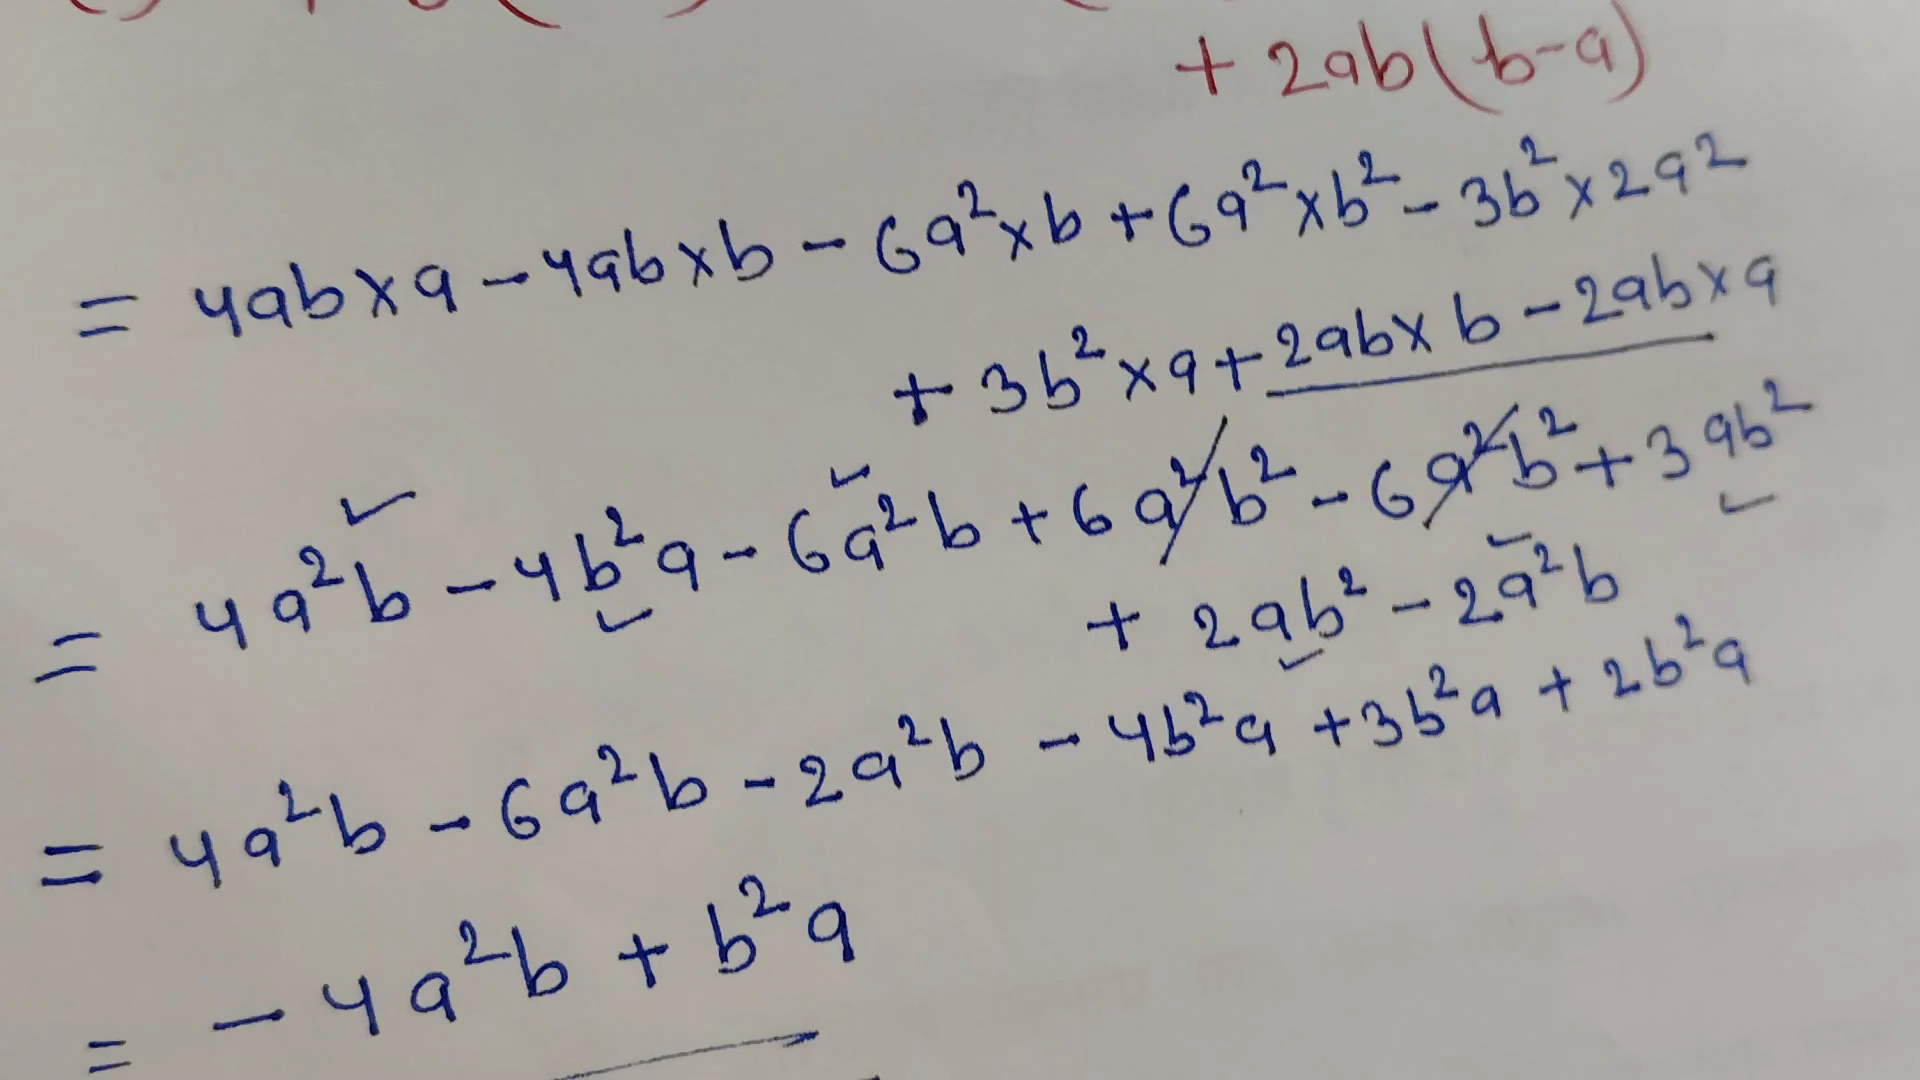 + 2ab(b-a)
= 4ab×a - 4ab×b - 6a²×b + 6a²×b² - 3b²×2a²
+ 3b²×a + 2ab×b - 2ab×a
= 4a²b - 4b²a - 6a²b + 6a²b² - 6a²b² + 3ab²
+ 2ab² - 2a²b
= 4a²b - 6a²b - 2a²b - 4b²a + 3b²a + 2b²a
= - 4a²b + b²a